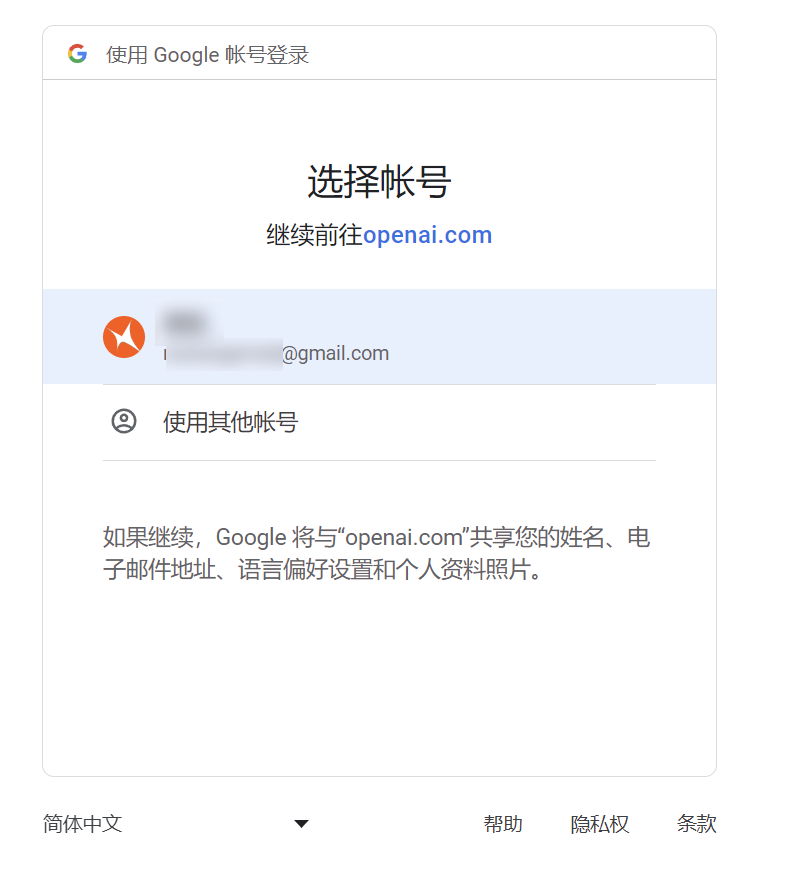 使用 Google 帐号登录
选择帐号
继续前往openai.com
@gmail.com
使用其他帐号
如果继续，Google 将与“openai.com”共享您的姓名、电
子邮件地址、语言偏好设置和个人资料照片。
简体中文
帮助
隐私权
条款